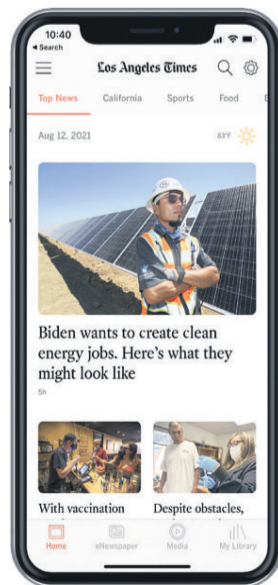 10:40
Search
Los Angeles Times
Top News California Sports Food
Aug 12, 2021 83°F
Biden wants to create clean
energy jobs. Here's what they
might look like
5h
With vaccination Despite obstacles,
Home eNewspaper Media My Library